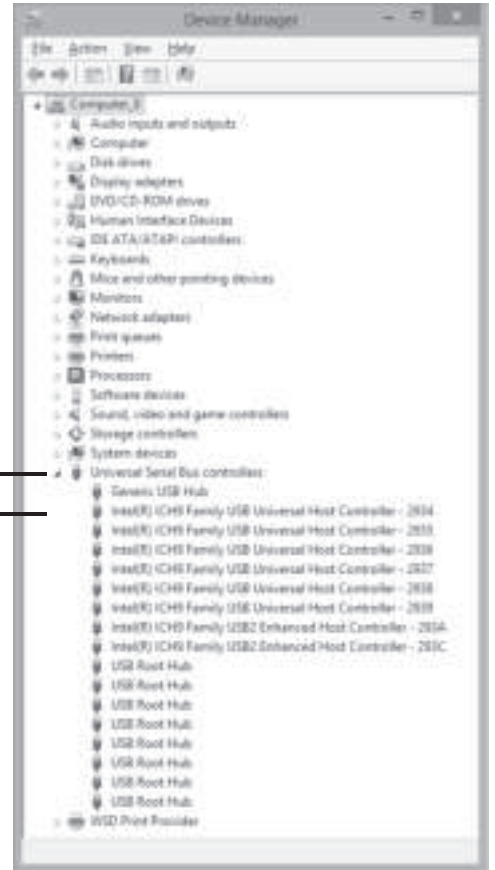 Device Manager
File Action View Help
Computer_E
Audio inputs and outputs
Computer
Disk drives
Display adapters
DVD/CD-ROM drives
Human Interface Devices
IDE ATA/ATAPI controllers
Keyboards
Mice and other pointing devices
Monitors
Network adapters
Print queues
Printers
Processors
Software devices
Sound, video and game controllers
Storage controllers
System devices
Universal Serial Bus controllers
Generic USB Hub
Intel(R) ICH9 Family USB Universal Host Controller - 2934
Intel(R) ICH9 Family USB Universal Host Controller - 2935
Intel(R) ICH9 Family USB Universal Host Controller - 2936
Intel(R) ICH9 Family USB Universal Host Controller - 2937
Intel(R) ICH9 Family USB Universal Host Controller - 2938
Intel(R) ICH9 Family USB Universal Host Controller - 2939
Intel(R) ICH9 Family USB2 Enhanced Host Controller - 293A
Intel(R) ICH9 Family USB2 Enhanced Host Controller - 293C
USB Root Hub
USB Root Hub
USB Root Hub
USB Root Hub
USB Root Hub
USB Root Hub
USB Root Hub
USB Root Hub
WSD Print Provider